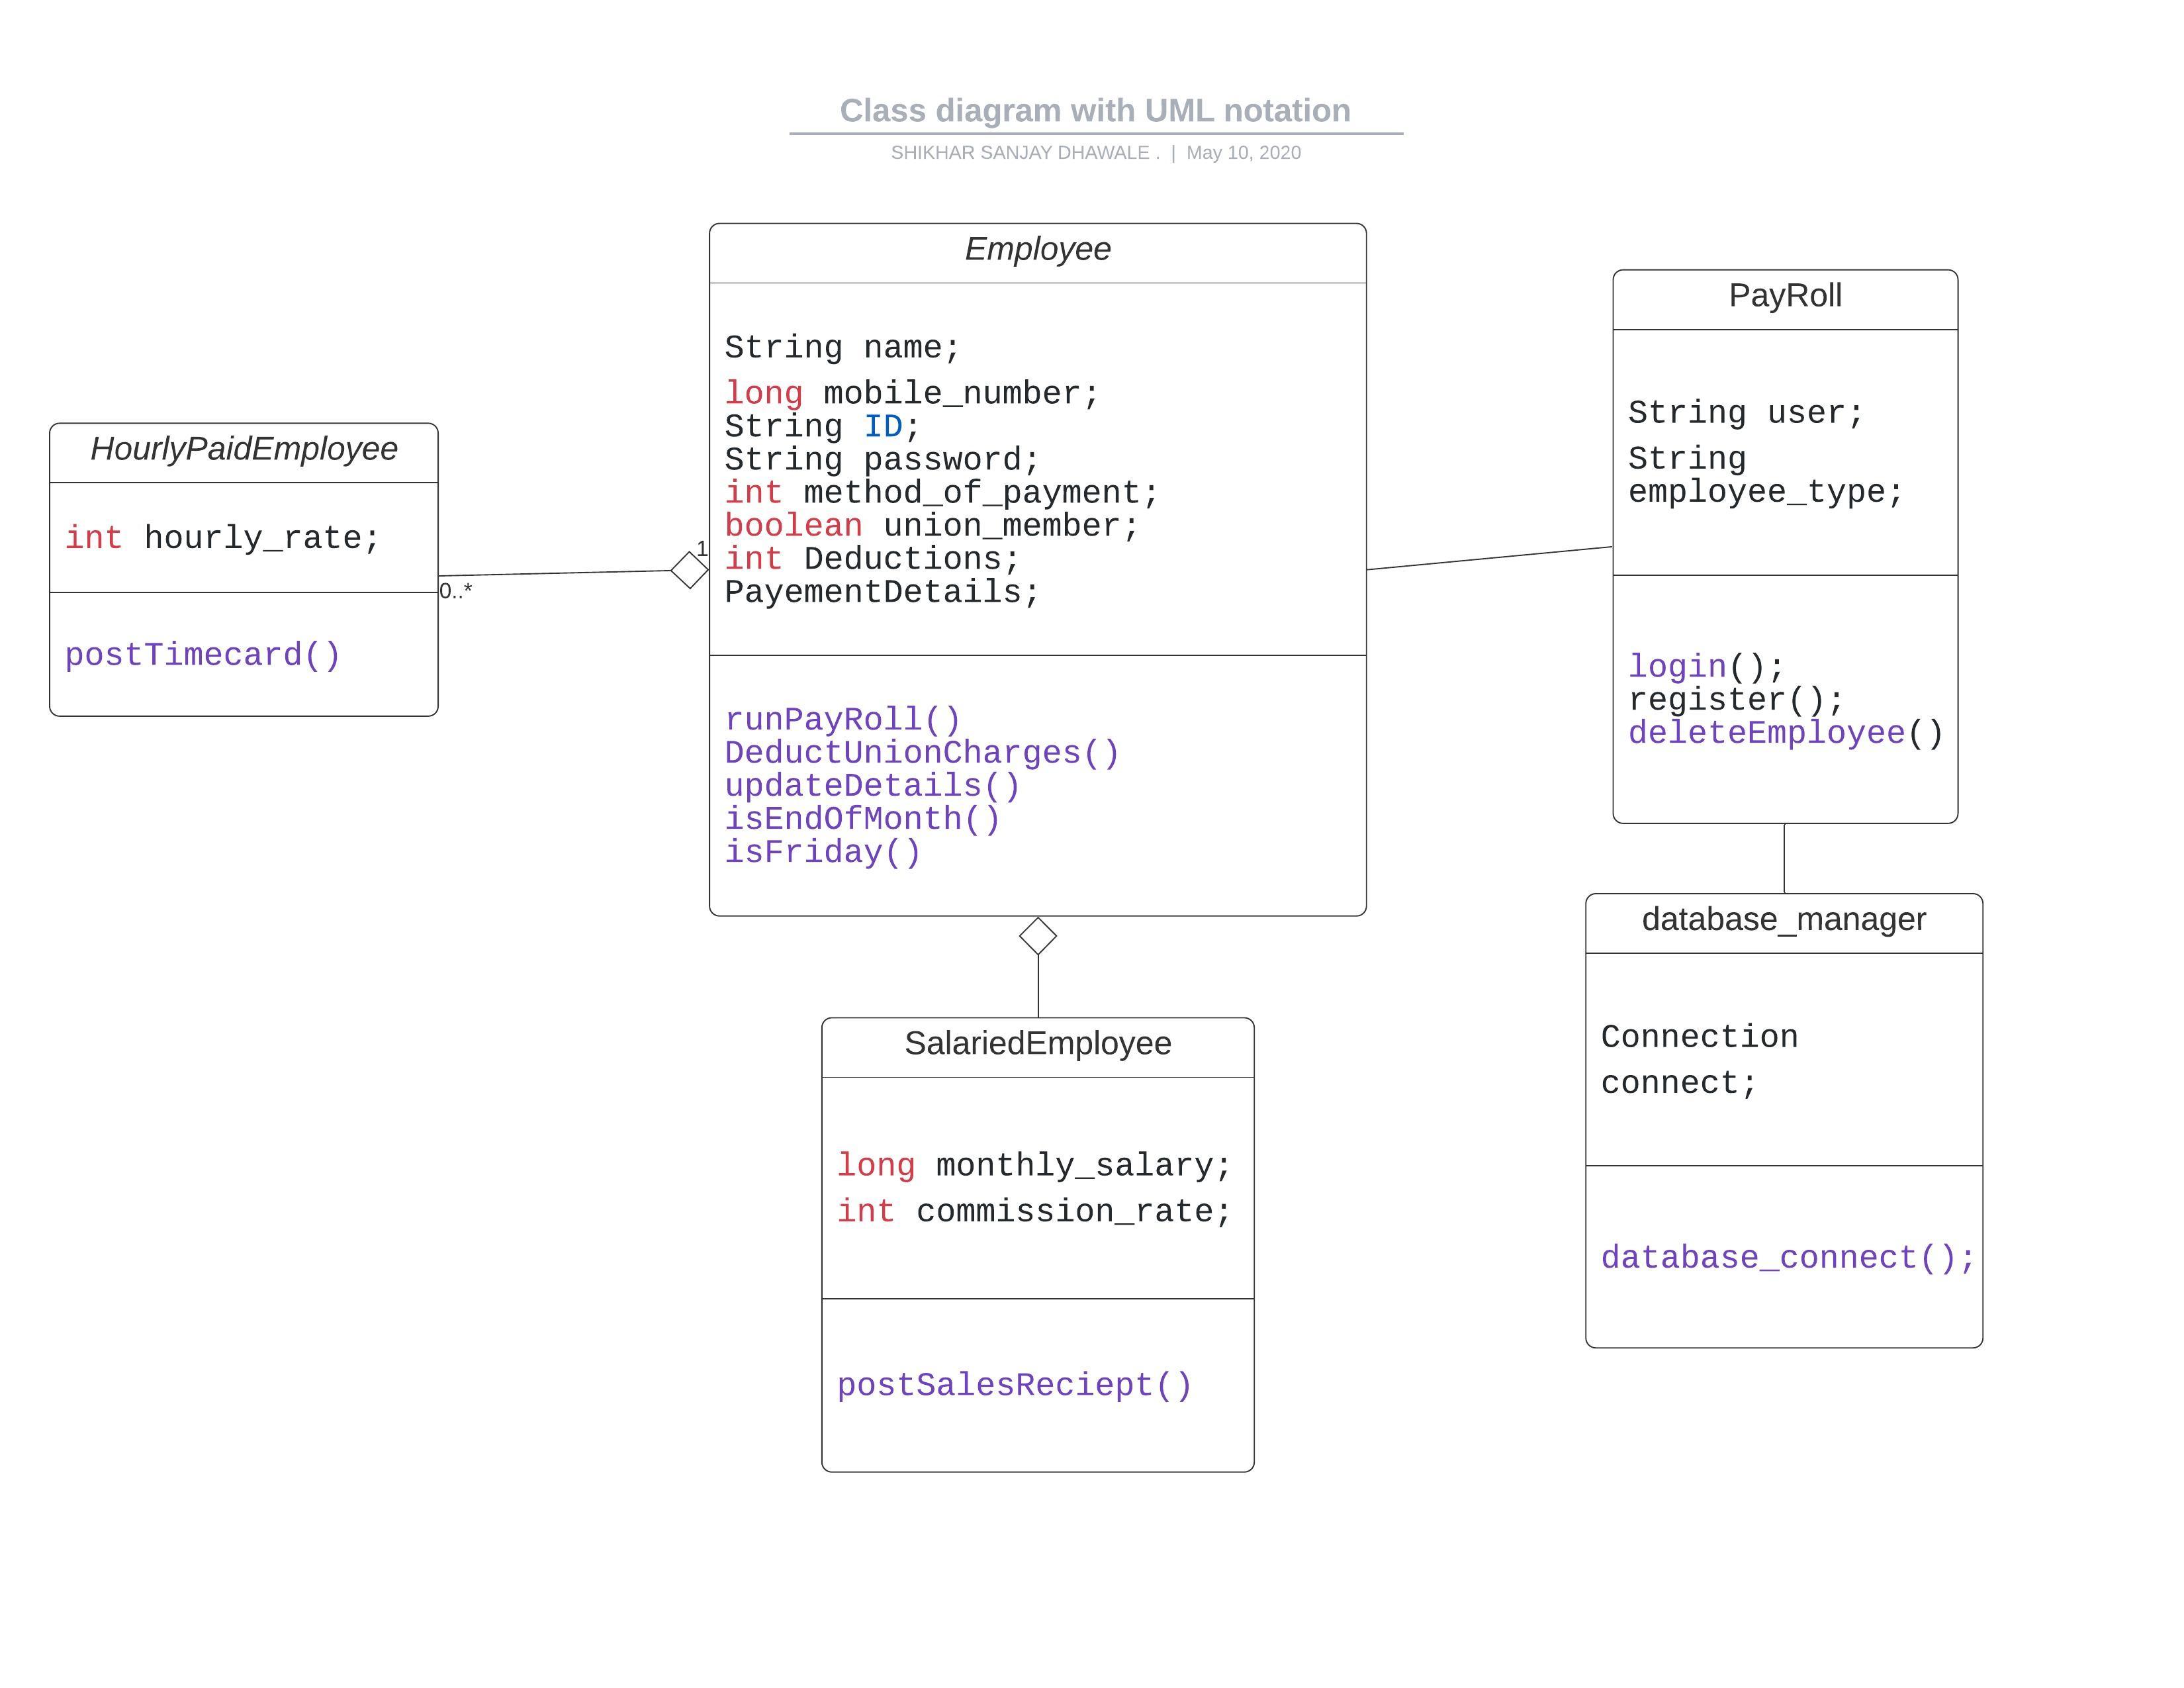 Class diagram with UML notation
SHIKHAR SANJAY DHAWALE . | May 10, 2020
Employee
String name;
long mobile_number;
String ID;
String password;
int method_of_payment;
boolean union_member;
int Deductions;
PayementDetails;
runPayRoll()
DeductUnionCharges()
updateDetails()
isEndOfMonth()
isFriday()
HourlyPaidEmployee
int hourly_rate;
postTimecard()
0..*
1
PayRoll
String user;
String
employee_type;
login();
register();
deleteEmployee()
SalariedEmployee
long monthly_salary;
int commission_rate;
postSalesReciept()
database_manager
Connection
connect;
database_connect();